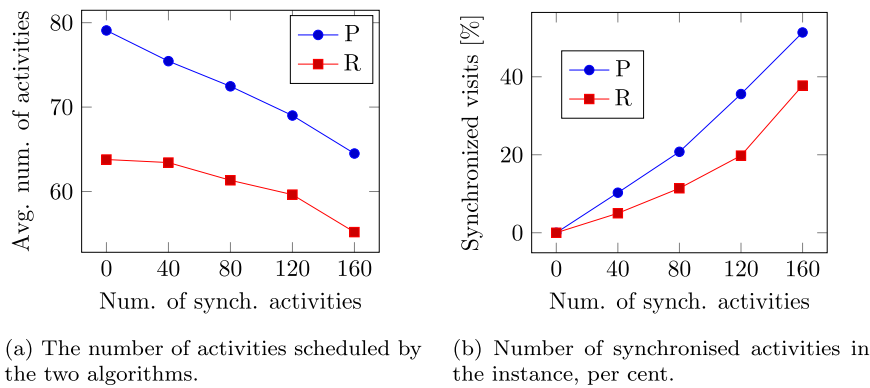 80
70
60
Avg. num. of activities
P
R
0 40 80 120 160
Num. of synch. activities
(a) The number of activities scheduled by
the two algorithms.
40
20
0
Synchronized visits [%]
P
R
0 40 80 120 160
Num. of synch. activities
(b) Number of synchronised activities in
the instance, per cent.